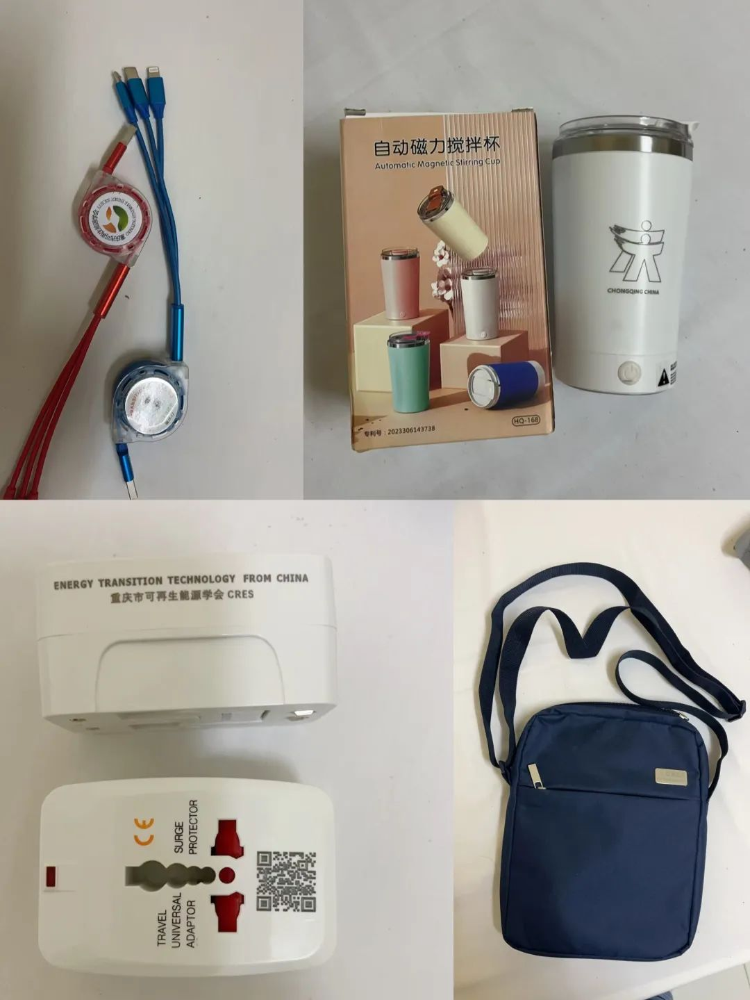 自动磁力搅拌杯
Automatic Magnetic Stirring Cup
HQ-168
专利号：2023306143738
CHONGQING CHINA
ENERGY TRANSITION TECHNOLOGY FROM CHINA
重庆市可再生能源学会 CRES
CE
SURGE
PROTECTOR
TRAVEL
UNIVERSAL
ADAPTOR